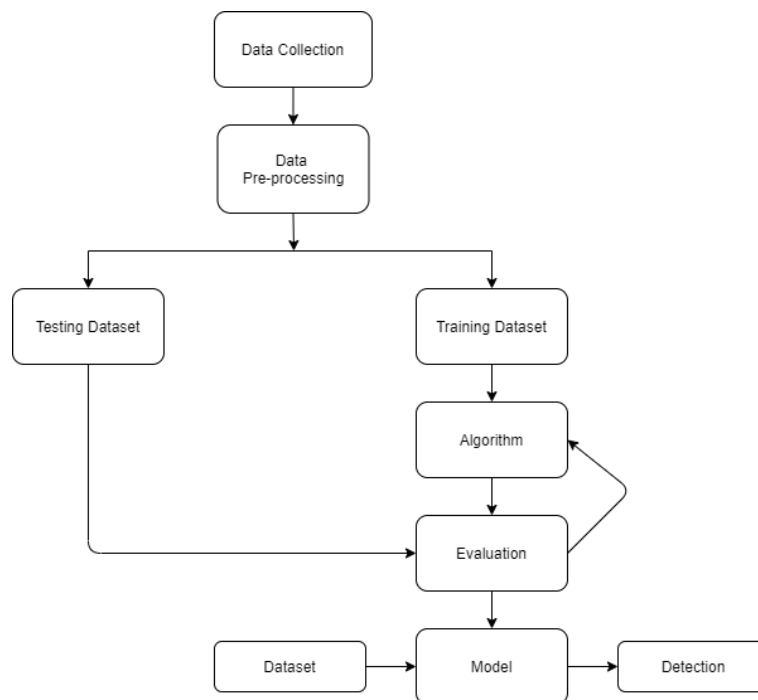 Data Collection
Data
Pre-processing
Testing Dataset
Training Dataset
Algorithm
Evaluation
Dataset
Model
Detection